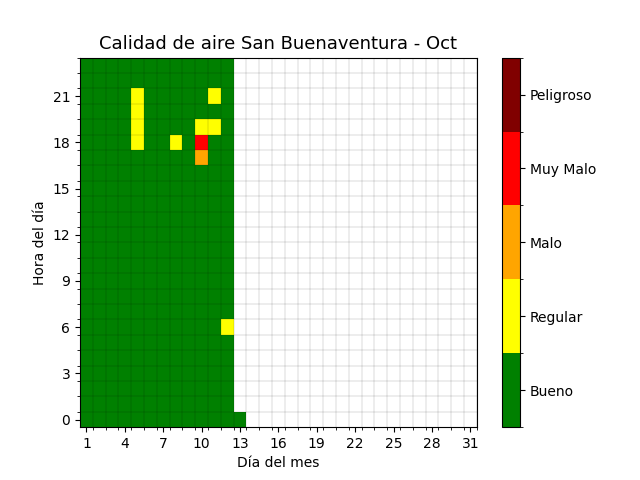 Calidad de aire San Buenaventura - Oct
Hora del día
21
18
15
12
9
6
3
0
1 4 7 10 13 16 19 22 25 28 31
Día del mes
Peligroso
Muy Malo
Malo
Regular
Bueno